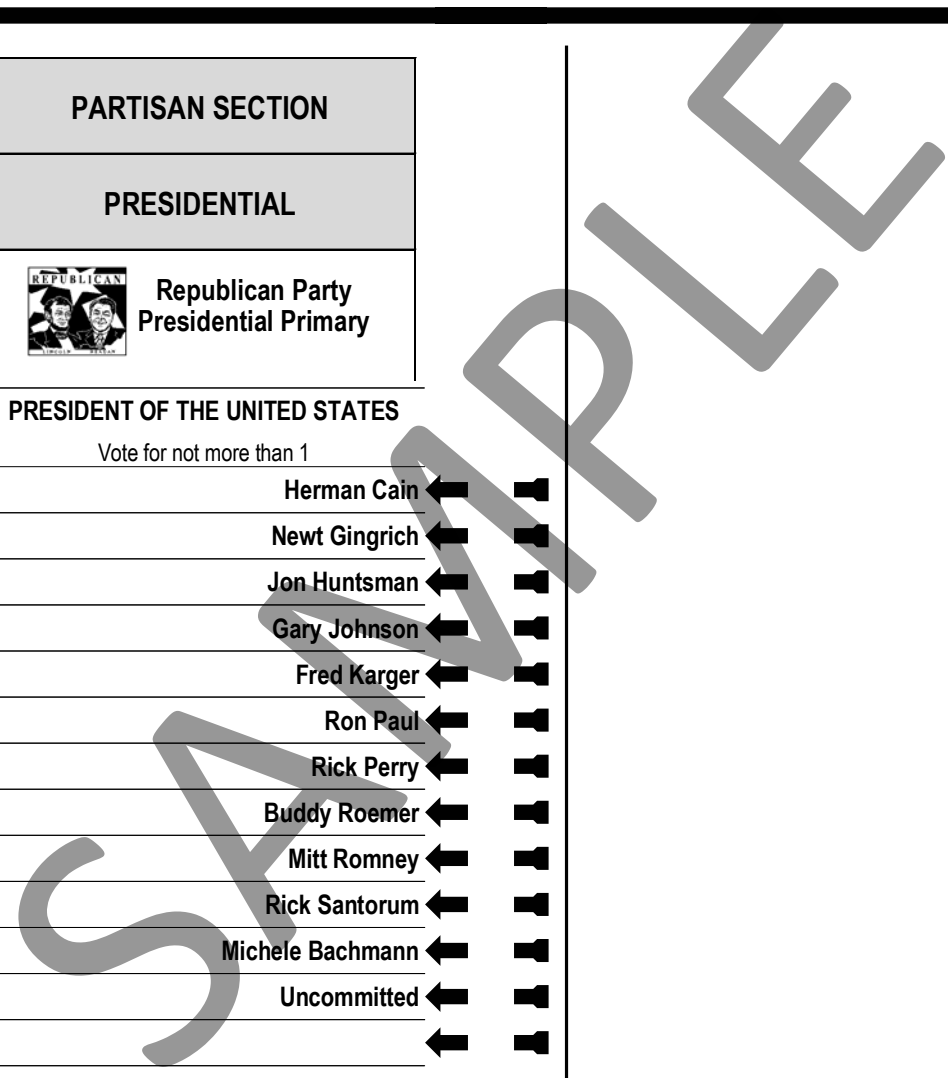 PARTISAN SECTION
PRESIDENTIAL
REPUBLICAN
LINCOLN REAGAN
Republican Party
Presidential Primary
PRESIDENT OF THE UNITED STATES
Vote for not more than 1
Herman Cain
Newt Gingrich
Jon Huntsman
Gary Johnson
Fred Karger
Ron Paul
Rick Perry
Buddy Roemer
Mitt Romney
Rick Santorum
Michele Bachmann
Uncommitted
SAMPLE